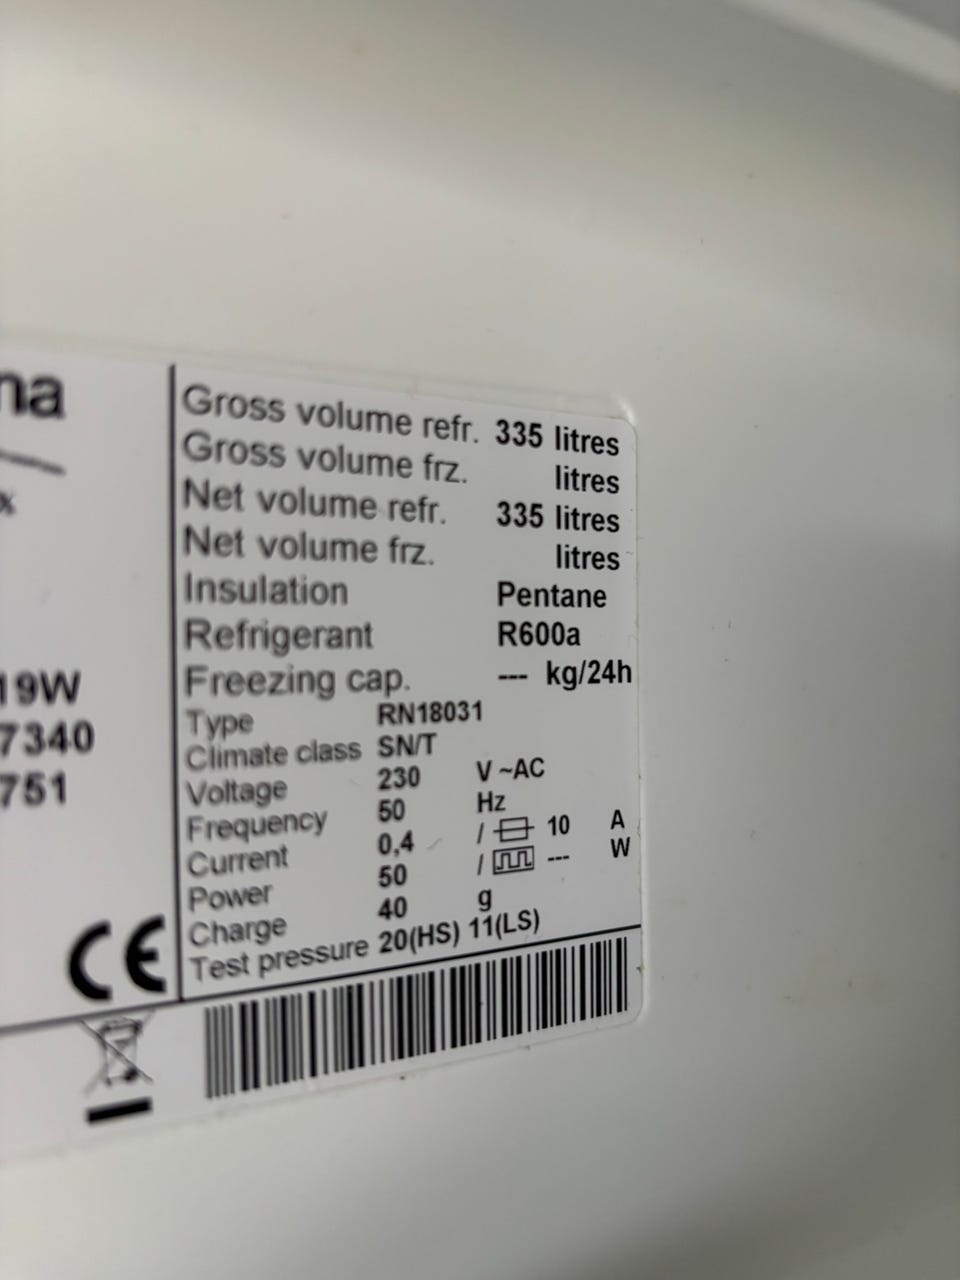 na
%
19W
7340
751
Gross volume refr. 335 litres
Gross volume frz. litres
Net volume refr. 335 litres
Net volume frz. litres
Insulation Pentane
Refrigerant R600a
Freezing cap. --- kg/24h
Type RN18031
Climate class SN/T
Voltage 230 V ~AC
Frequency 50 Hz
Current 0,4 / 10 A
Power 50 / --- W
Charge 40 g
Test pressure 20(HS) 11(LS)
CE